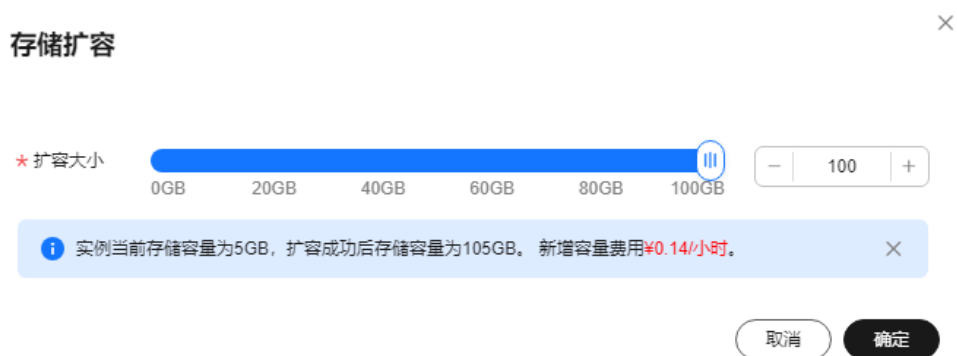 存储扩容
* 扩容大小
100
0GB 20GB 40GB 60GB 80GB 100GB
实例当前存储容量为5GB，扩容成功后存储容量为105GB。 新增容量费用¥0.14/小时。
取消 确定